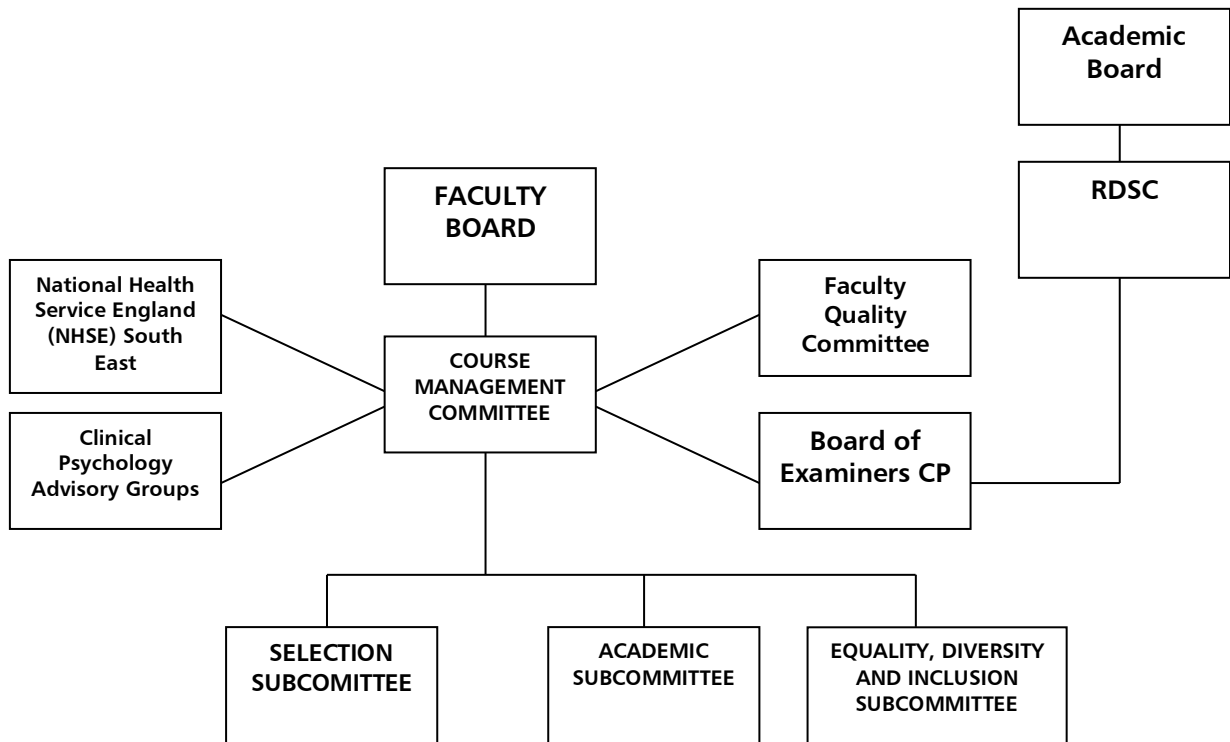 Academic
Board
RDSC
FACULTY
BOARD
National Health
Service England
(NHSE) South
East
Faculty
Quality
Committee
COURSE
MANAGEMENT
COMMITTEE
Clinical
Psychology
Advisory Groups
Board of
Examiners CP
SELECTION
SUBCOMITTEE
ACADEMIC
SUBCOMMITTEE
EQUALITY, DIVERSITY
AND INCLUSION
SUBCOMMITTEE